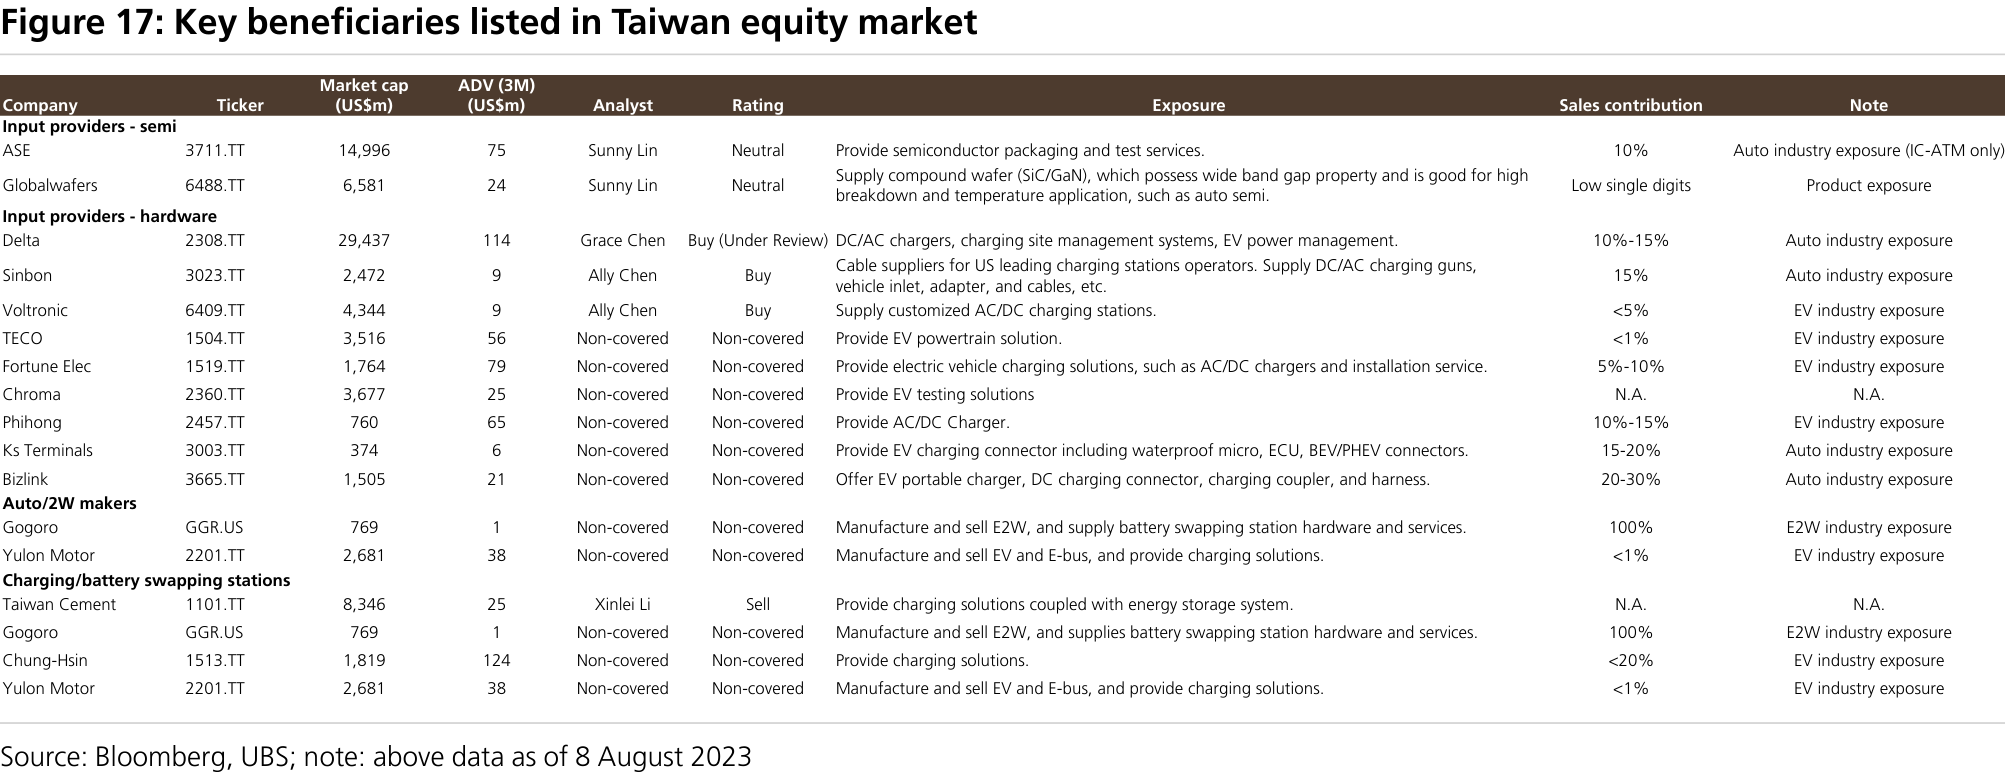 Figure 17: Key beneficiaries listed in Taiwan equity market
Company Ticker Market cap (US$m) ADV (3M) (US$m) Analyst Rating Exposure Sales contribution Note
Input providers - semi
ASE 3711.TT 14,996 75 Sunny Lin Neutral Provide semiconductor packaging and test services. 10% Auto industry exposure (IC-ATM only)
Globalwafers 6488.TT 6,581 24 Sunny Lin Neutral Supply compound wafer (SiC/GaN), which possess wide band gap property and is good for high breakdown and temperature application, such as auto semi. Low single digits Product exposure
Input providers - hardware
Delta 2308.TT 29,437 114 Grace Chen Buy (Under Review) DC/AC chargers, charging site management systems, EV power management. 10%-15% Auto industry exposure
Sinbon 3023.TT 2,472 9 Ally Chen Buy Cable suppliers for US leading charging stations operators. Supply DC/AC charging guns, vehicle inlet, adapter, and cables, etc. 15% Auto industry exposure
Voltronic 6409.TT 4,344 9 Ally Chen Buy Supply customized AC/DC charging stations. <5% EV industry exposure
TECO 1504.TT 3,516 56 Non-covered Non-covered Provide EV powertrain solution. <1% EV industry exposure
Fortune Elec 1519.TT 1,764 79 Non-covered Non-covered Provide electric vehicle charging solutions, such as AC/DC chargers and installation service. 5%-10% EV industry exposure
Chroma 2360.TT 3,677 25 Non-covered Non-covered Provide EV testing solutions N.A. N.A.
Phihong 2457.TT 760 65 Non-covered Non-covered Provide AC/DC Charger. 10%-15% EV industry exposure
Ks Terminals 3003.TT 374 6 Non-covered Non-covered Provide EV charging connector including waterproof micro, ECU, BEV/PHEV connectors. 15-20% Auto industry exposure
Bizlink 3665.TT 1,505 21 Non-covered Non-covered Offer EV portable charger, DC charging connector, charging coupler, and harness. 20-30% Auto industry exposure
Auto/2W makers
Gogoro GGR.US 769 1 Non-covered Non-covered Manufacture and sell E2W, and supply battery swapping station hardware and services. 100% E2W industry exposure
Yulon Motor 2201.TT 2,681 38 Non-covered Non-covered Manufacture and sell EV and E-bus, and provide charging solutions. <1% EV industry exposure
Charging/battery swapping stations
Taiwan Cement 1101.TT 8,346 25 Xinlei Li Sell Provide charging solutions coupled with energy storage system. N.A. N.A.
Gogoro GGR.US 769 1 Non-covered Non-covered Manufacture and sell E2W, and supplies battery swapping station hardware and services. 100% E2W industry exposure
Chung-Hsin 1513.TT 1,819 124 Non-covered Non-covered Provide charging solutions. <20% EV industry exposure
Yulon Motor 2201.TT 2,681 38 Non-covered Non-covered Manufacture and sell EV and E-bus, and provide charging solutions. <1% EV industry exposure
Source: Bloomberg, UBS; note: above data as of 8 August 2023